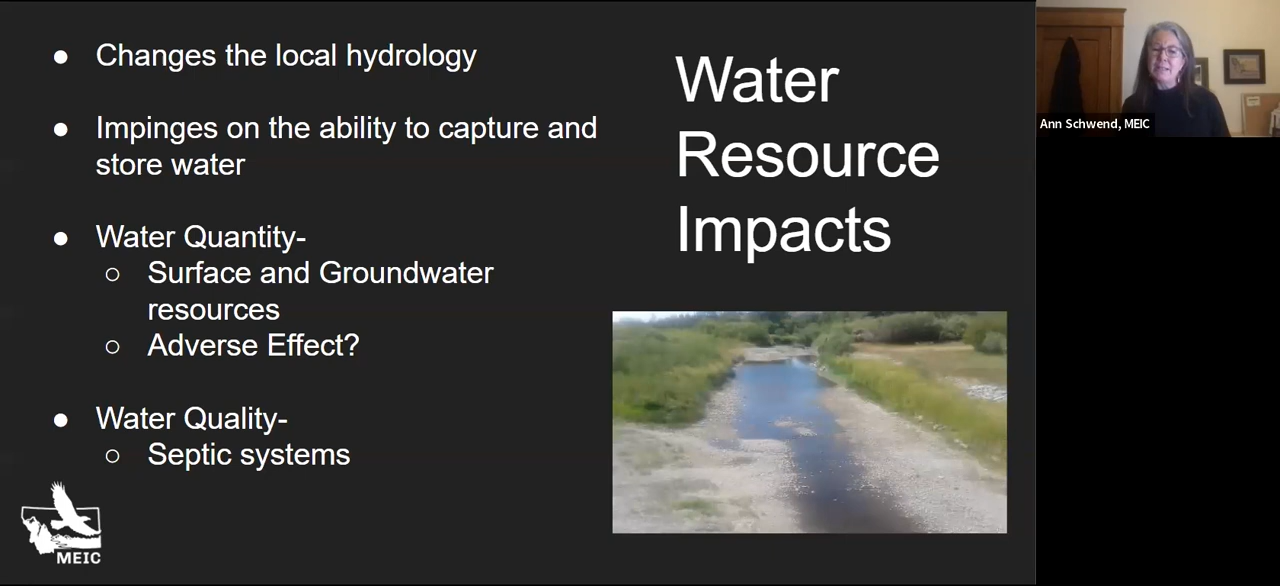 ● Changes the local hydrology
● Impinges on the ability to capture and
store water
● Water Quantity-
○ Surface and Groundwater
resources
○ Adverse Effect?
● Water Quality-
○ Septic systems
Water
Resource
Impacts
MEIC
Ann Schwend, MEIC